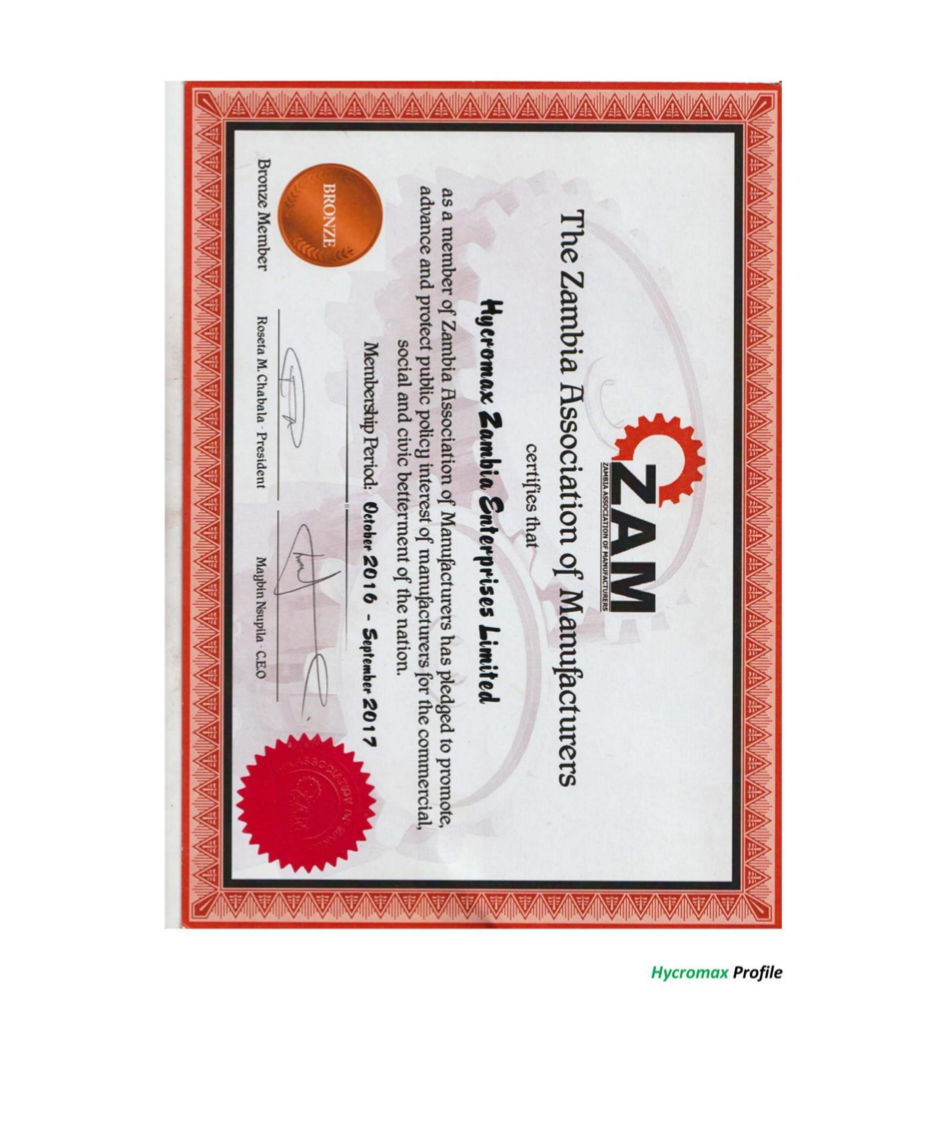 ZAM
ZAMBIA ASSOCIATION OF MANUFACTURERS
The Zambia Association of Manufacturers
certifies that
Hycromax Zambia Enterprises Limited
as a member of Zambia Association of Manufacturers has pledged to promote,
advance and protect public policy interest of manufacturers for the commercial,
social and civic betterment of the nation.
Membership Period: October 2016 - September 2017
BRONZE
Bronze Member
Roseta M. Chabala - President
Maybin Nsupila - C.E.O
Hycromax Profile